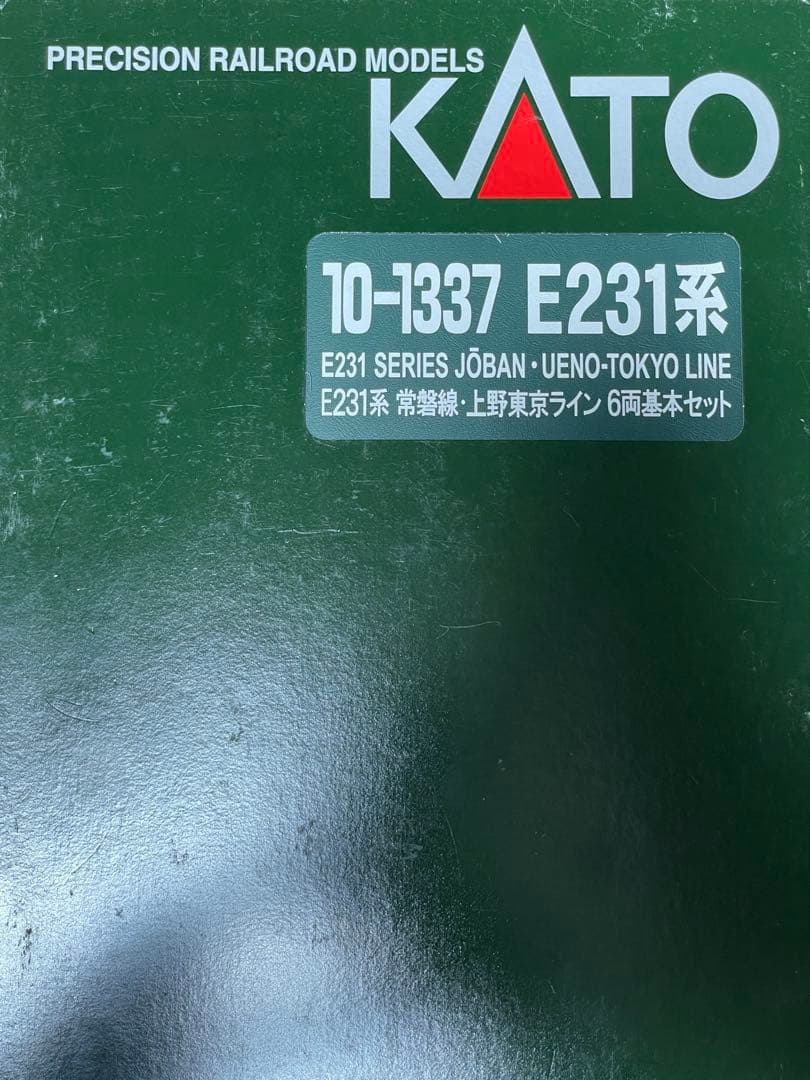 PRECISION RAILROAD MODELS
KATO
10-1337 E231系
E231 SERIES JŌBAN・UENO-TOKYO LINE
E231系 常磐線・上野東京ライン 6両基本セット